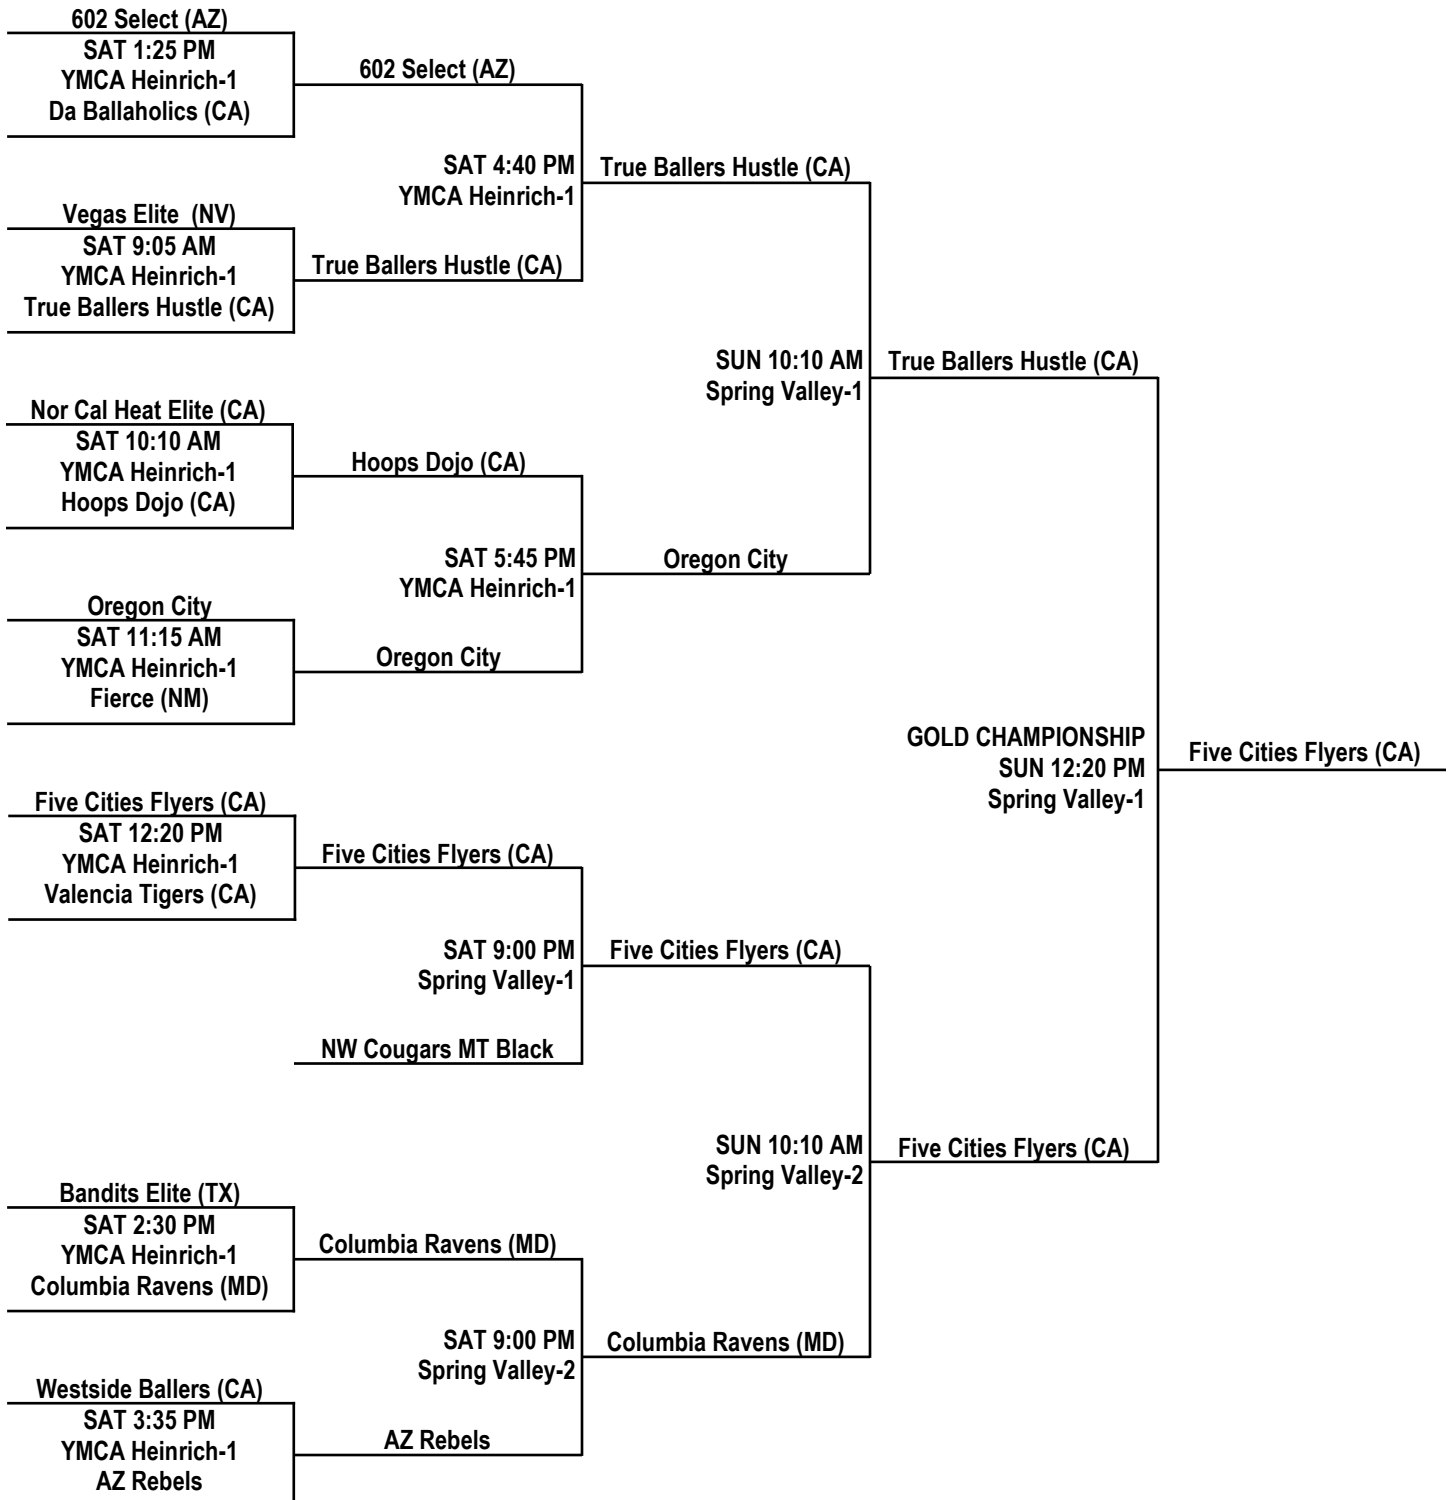 602 Select (AZ)
SAT 1:25 PM
YMCA Heinrich-1
Da Ballaholics (CA)
602 Select (AZ)
SAT 4:40 PM
YMCA Heinrich-1
True Ballers Hustle (CA)
Vegas Elite  (NV)
SAT 9:05 AM
YMCA Heinrich-1
True Ballers Hustle (CA)
True Ballers Hustle (CA)
SUN 10:10 AM
Spring Valley-1
True Ballers Hustle (CA)
Nor Cal Heat Elite (CA)
SAT 10:10 AM
YMCA Heinrich-1
Hoops Dojo (CA)
Hoops Dojo (CA)
SAT 5:45 PM
YMCA Heinrich-1
Oregon City
Oregon City
SAT 11:15 AM
YMCA Heinrich-1
Fierce (NM)
Oregon City
GOLD CHAMPIONSHIP
SUN 12:20 PM
Spring Valley-1
Five Cities Flyers (CA)
Five Cities Flyers (CA)
SAT 12:20 PM
YMCA Heinrich-1
Valencia Tigers (CA)
Five Cities Flyers (CA)
SAT 9:00 PM
Spring Valley-1
Five Cities Flyers (CA)
NW Cougars MT Black
SUN 10:10 AM
Spring Valley-2
Five Cities Flyers (CA)
Bandits Elite (TX)
SAT 2:30 PM
YMCA Heinrich-1
Columbia Ravens (MD)
Columbia Ravens (MD)
SAT 9:00 PM
Spring Valley-2
Columbia Ravens (MD)
Westside Ballers (CA)
SAT 3:35 PM
YMCA Heinrich-1
AZ Rebels
AZ Rebels